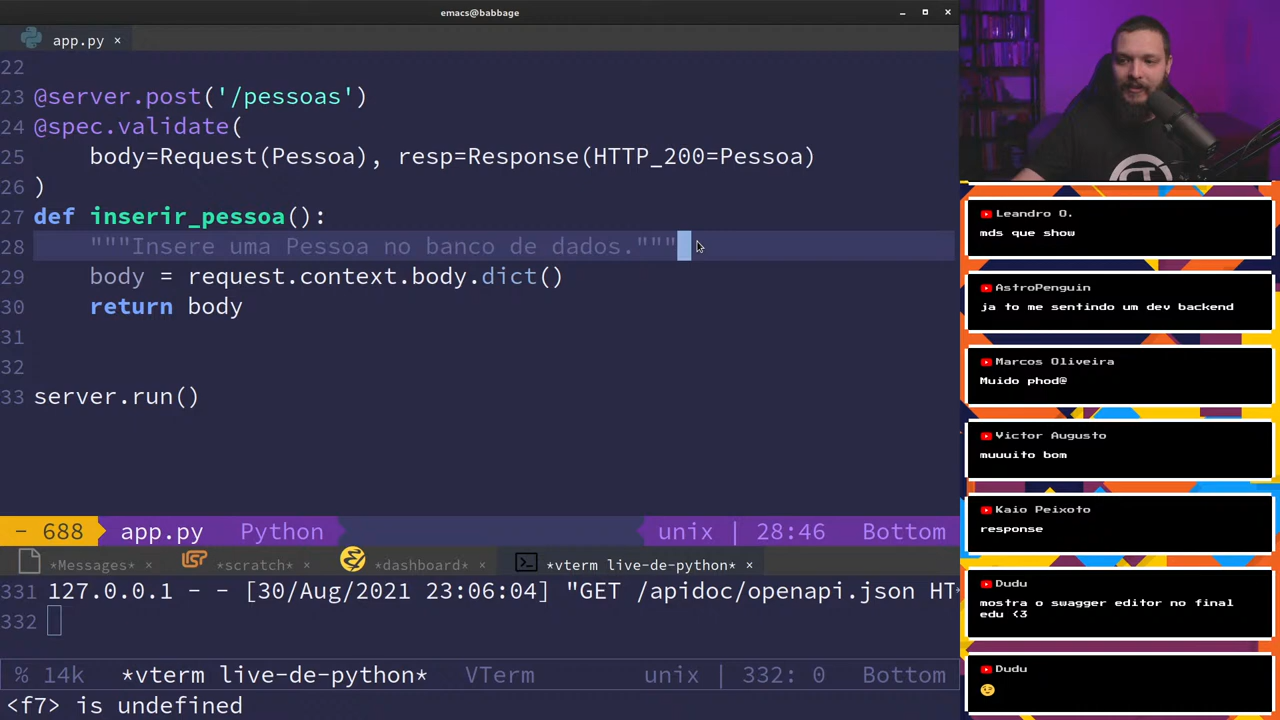 emacs@babbage
app.py ×
22
23 @server.post('/pessoas')
24 @spec.validate(
25 body=Request(Pessoa), resp=Response(HTTP_200=Pessoa)
26 )
27 def inserir_pessoa():
28 """Insere uma Pessoa no banco de dados."""
29 body = request.context.body.dict()
30 return body
31
32
33 server.run()
- 688 app.py Python unix | 28:46 Bottom
*Messages* × *scratch* × *dashboard* × *vterm live-de-python* ×
331 127.0.0.1 - - [30/Aug/2021 23:06:04] "GET /apidoc/openapi.json HT
332
% 14k *vterm live-de-python* VTerm unix | 332: 0 Bottom
<f7> is undefined
Leandro O.
mds que show
AstroPenguin
ja to me sentindo um dev backend
Marcos Oliveira
Muido phod@
Victor Augusto
muuuito bom
Kaio Peixoto
response
Dudu
mostra o swagger editor no final
edu <3
Dudu